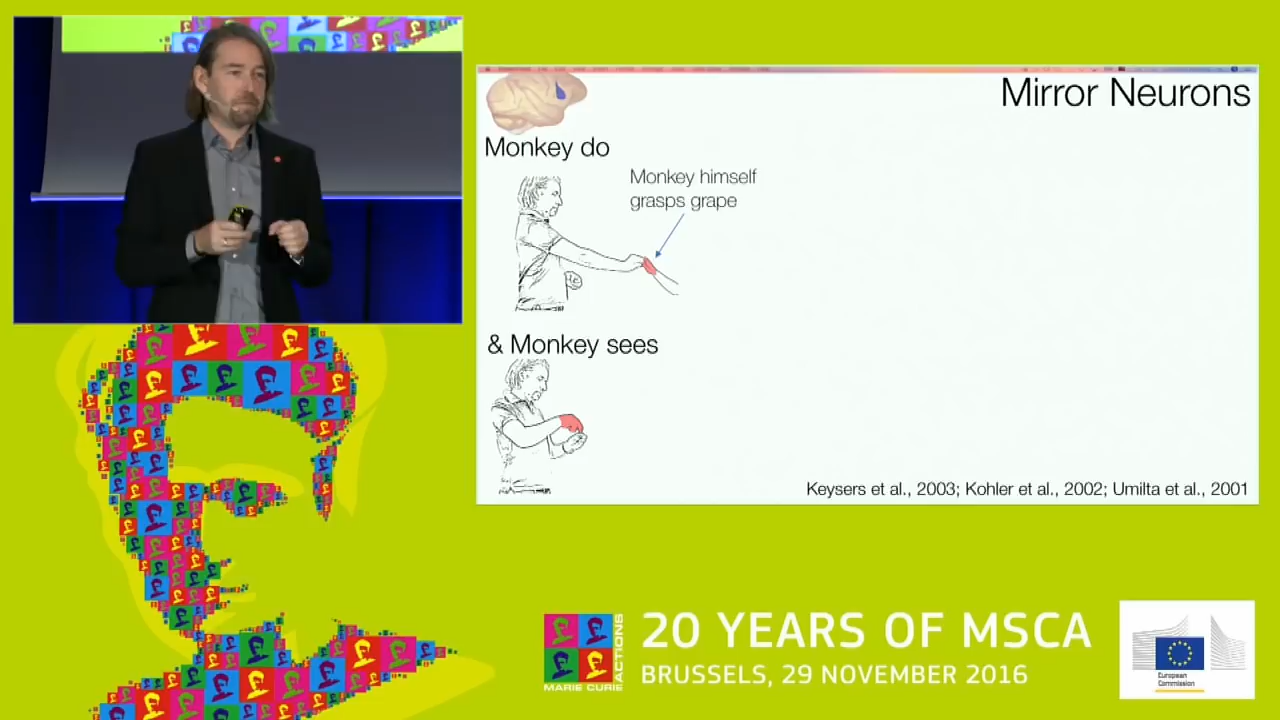 Mirror Neurons
Monkey do
Monkey himself
grasps grape
& Monkey sees
Keysers et al., 2003; Kohler et al., 2002; Umilta et al., 2001
MARIE CURIE
ACTIONS
20 YEARS OF MSCA
BRUSSELS, 29 NOVEMBER 2016
European
Commission